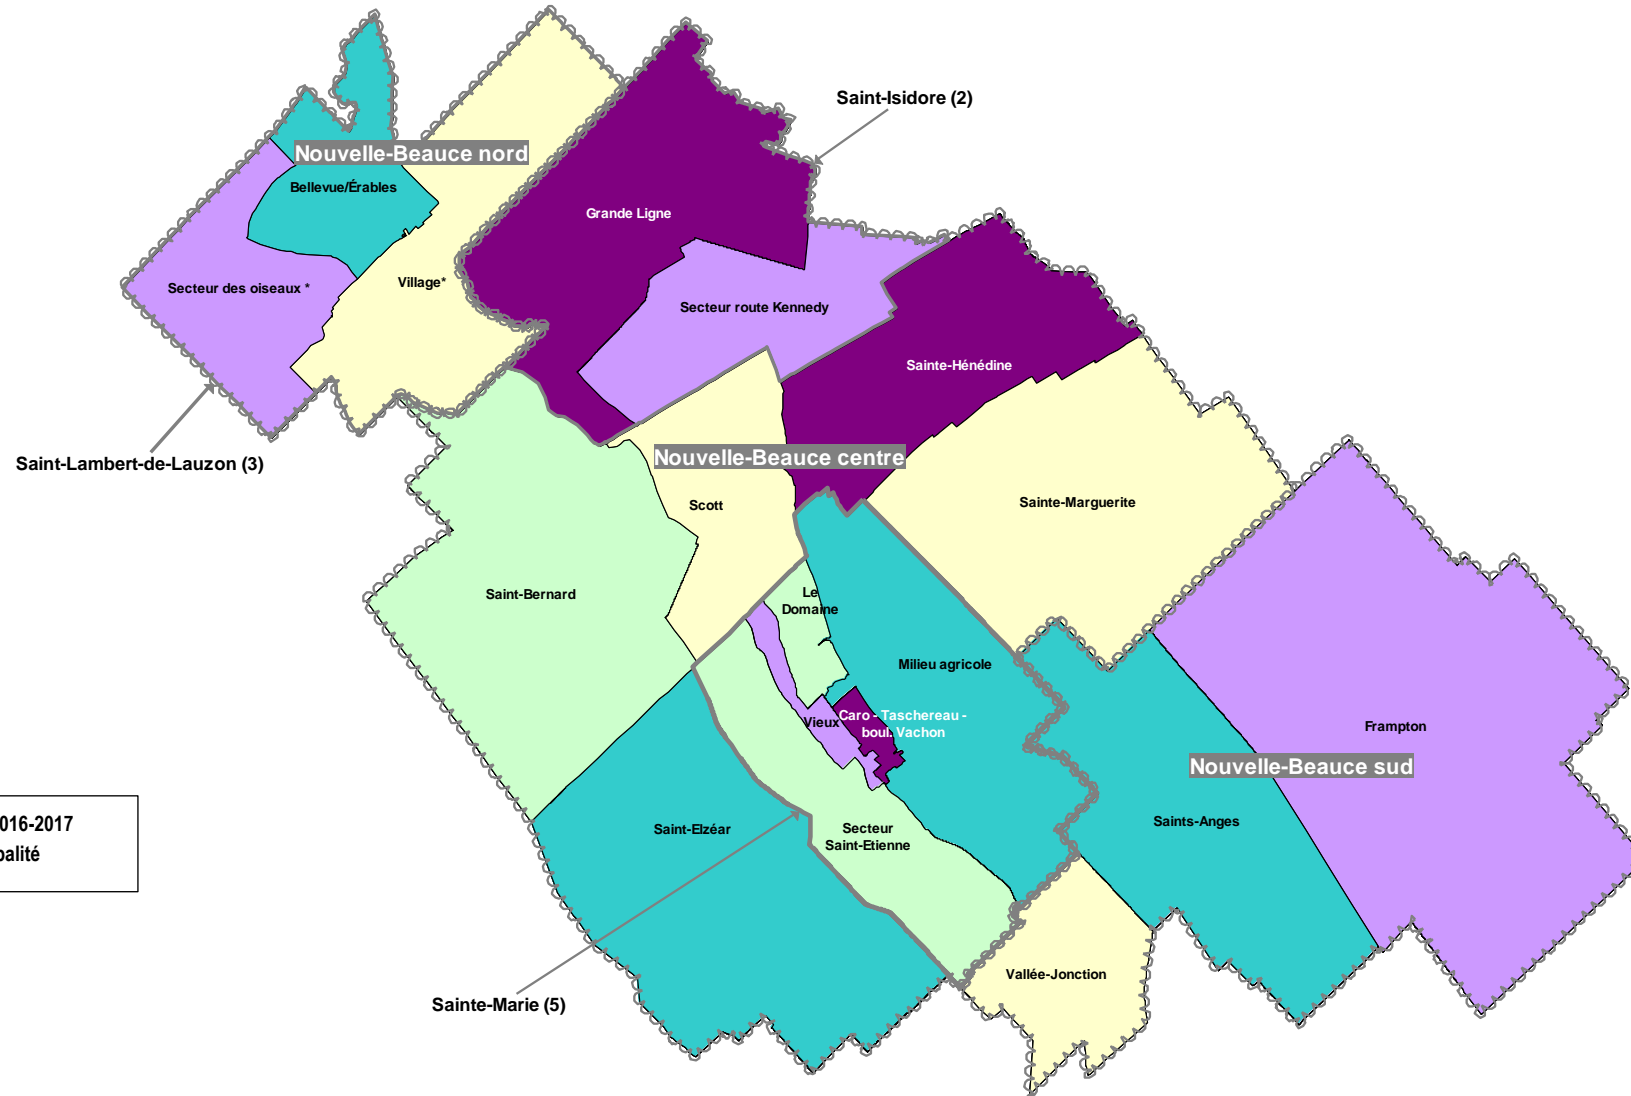 Saint-Isidore (2)
Nouvelle-Beauce nord
Bellevue/Érables
Grande Ligne
Secteur des oiseaux *
Village*
Secteur route Kennedy
Sainte-Hénédine
Saint-Lambert-de-Lauzon (3)
Nouvelle-Beauce centre
Scott
Sainte-Marguerite
Saint-Bernard
Le
Domaine
Milieu agricole
Vieux
Caro - Taschereau -
boul. Vachon
Frampton
Nouvelle-Beauce sud
016-2017
palité
Saint-Elzéar
Secteur
Saint-Etienne
Saints-Anges
Vallée-Jonction
Sainte-Marie (5)